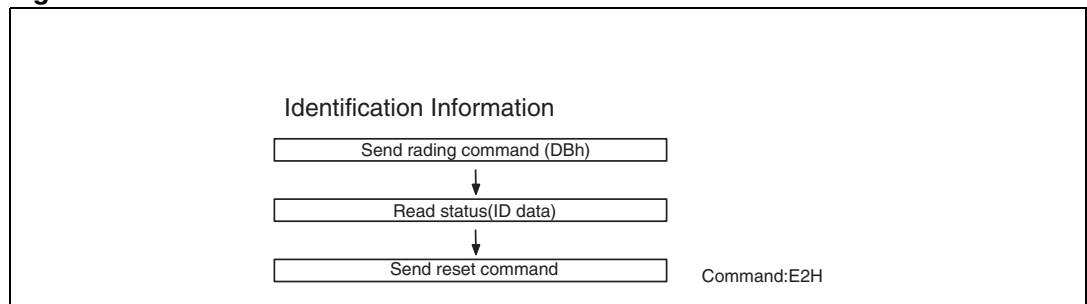 Identification Information
Send rading command (DBh)
Read status(ID data)
Send reset command
Command:E2H